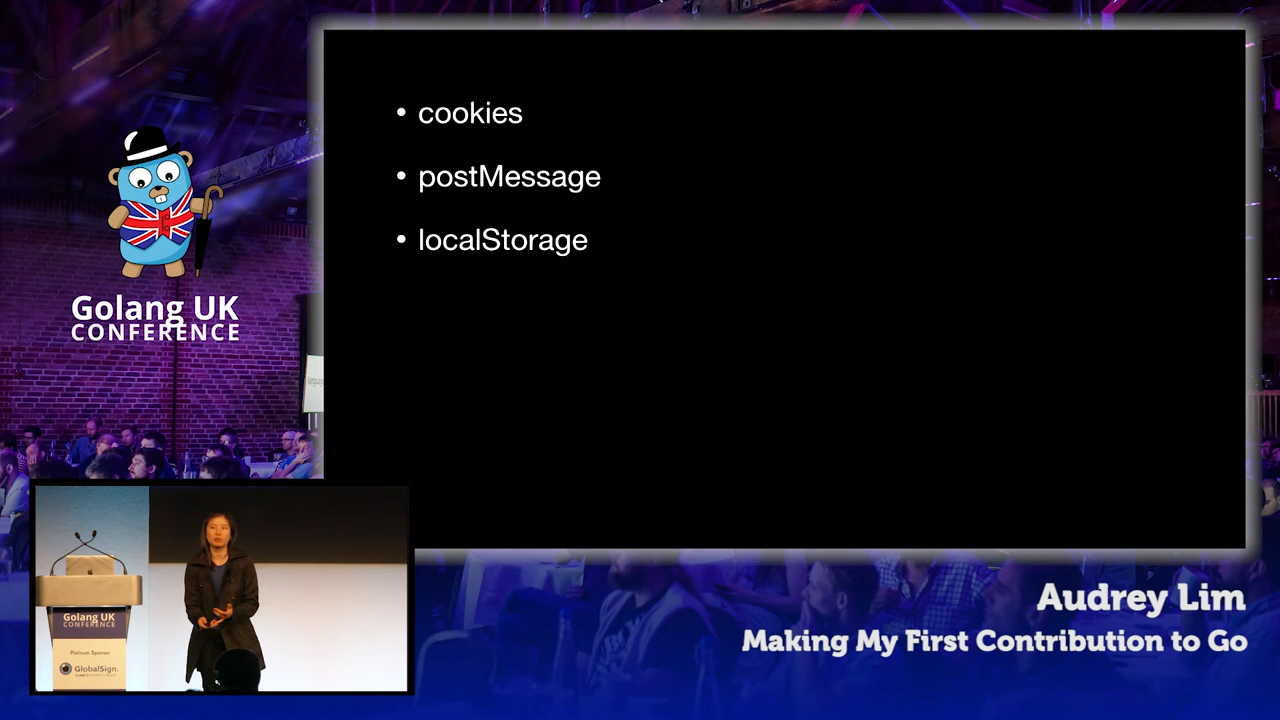 • cookies
• postMessage
• localStorage
Golang UK
CONFERENCE
Golang UK
CONFERENCE
Platinum Sponsor
GlobalSign
Audrey Lim
Making My First Contribution to Go